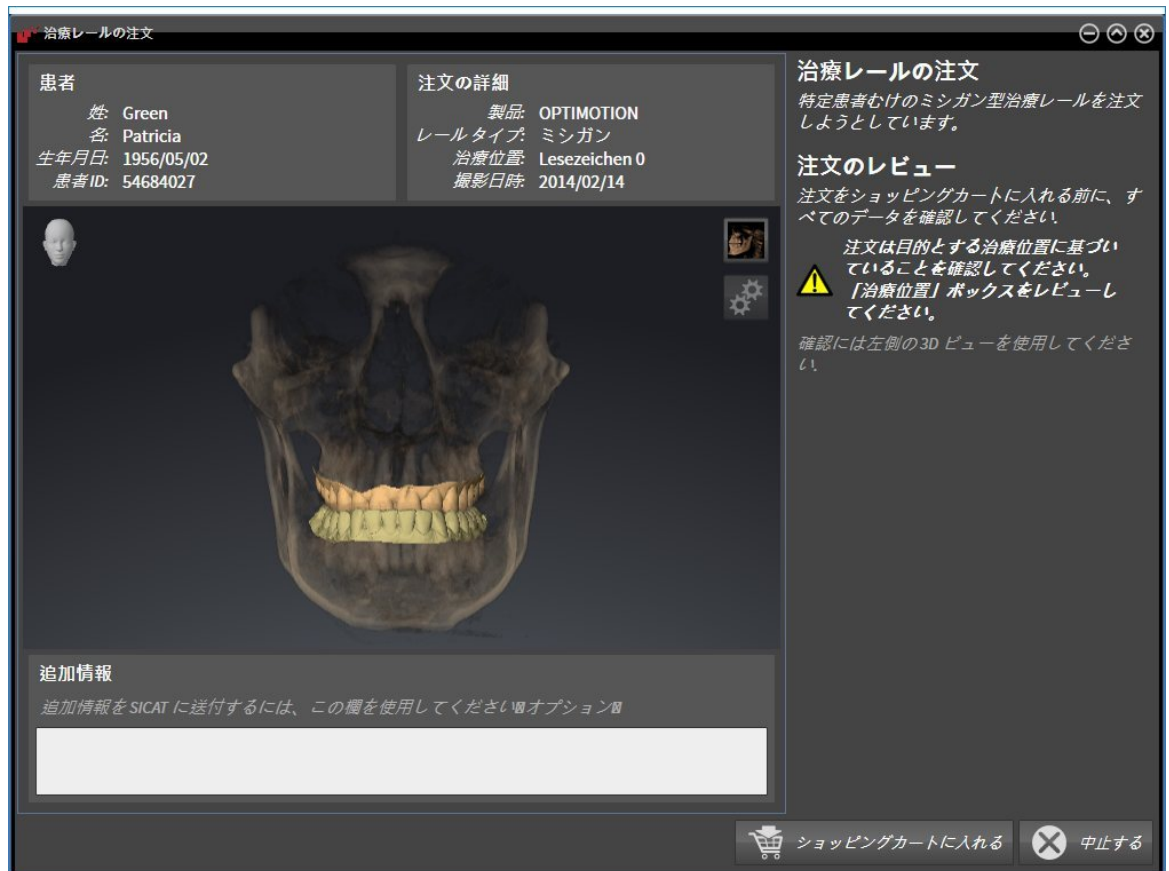 治療レールの注文
患者
姓: Green
名: Patricia
生年月日: 1956/05/02
患者ID: 54684027
注文の詳細
製品: OPTIMOTION
レール タイプ: ミシガン
治療位置: Lesezeichen 0
撮影日時: 2014/02/14
追加情報
追加情報を SICAT に送付するには、この欄を使用してください オプション
治療レールの注文
特定患者むけのミシガン型治療レールを注文
しようとしています。
注文のレビュー
注文をショッピングカートに入れる前に、す
べてのデータを確認してください.
注文は目的とする治療位置に基づい
ていることを確認してください。
「治療位置」ボックスをレビューし
てください。
確認には左側の3D ビューを使用してくださ
い.
ショッピングカートに入れる
中止する